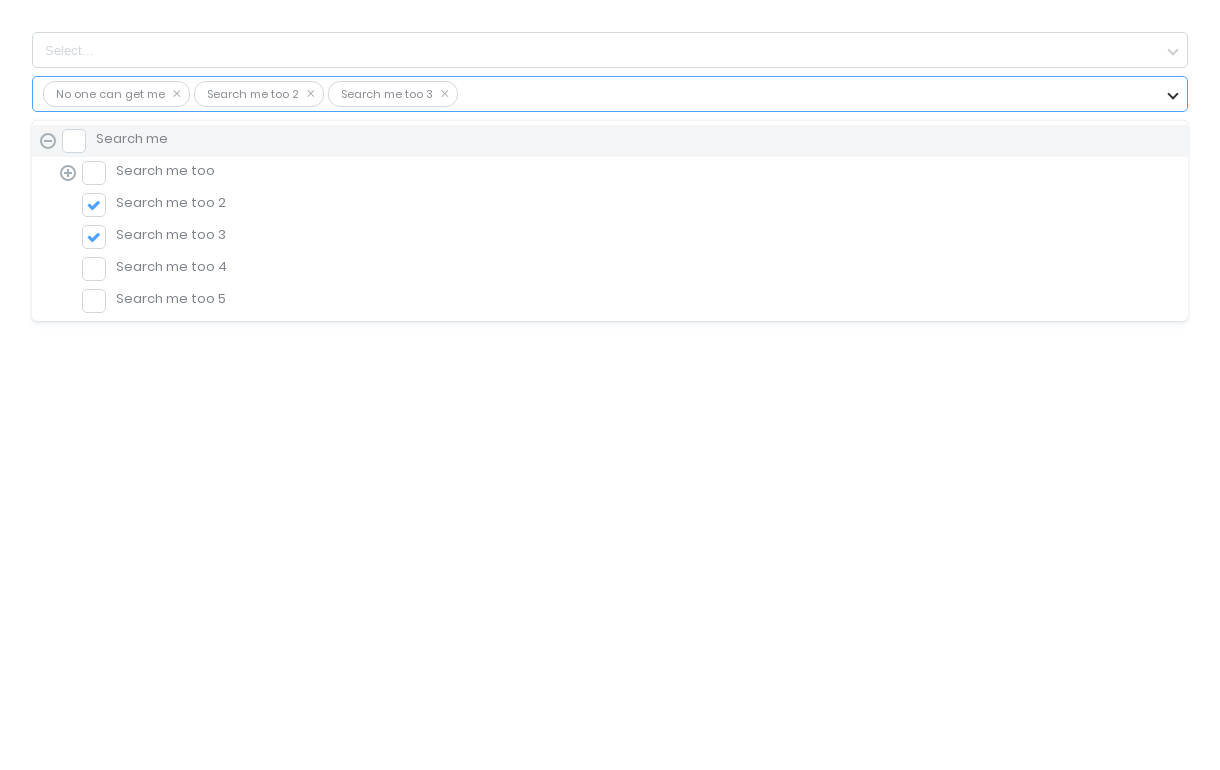 Select...
No one can get me × Search me too 2 × Search me too 3 ×
Search me
Search me too
Search me too 2
Search me too 3
Search me too 4
Search me too 5